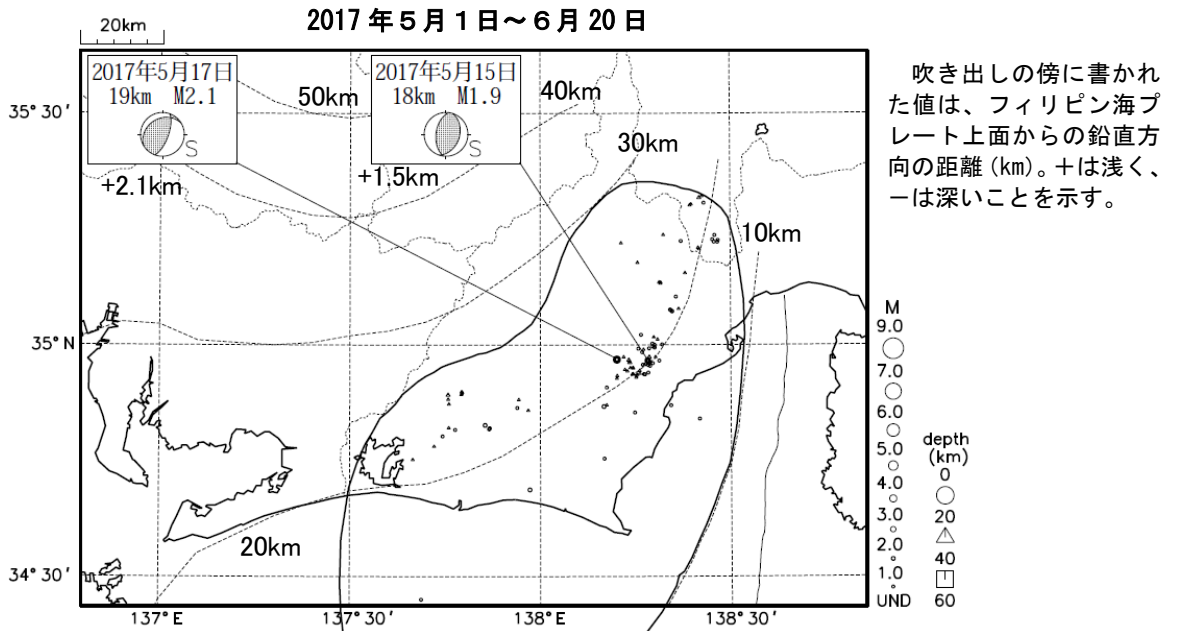 2017年5月1日～6月20日
20km
2017年5月17日
19km M2.1
S
+2.1km
2017年5月15日
18km M1.9
S
+1.5km
50km
40km
30km
10km
20km
35° 30′
35° N
34° 30′
137° E
137° 30′
138° E
138° 30′
吹き出しの傍に書かれ
た値は、フィリピン海プ
レート上面からの鉛直方
向の距離(km)。＋は浅く、
－は深いことを示す。
M
9.0
7.0
6.0
5.0
4.0
3.0
2.0
1.0
UND
depth
(km)
0
20
40
60